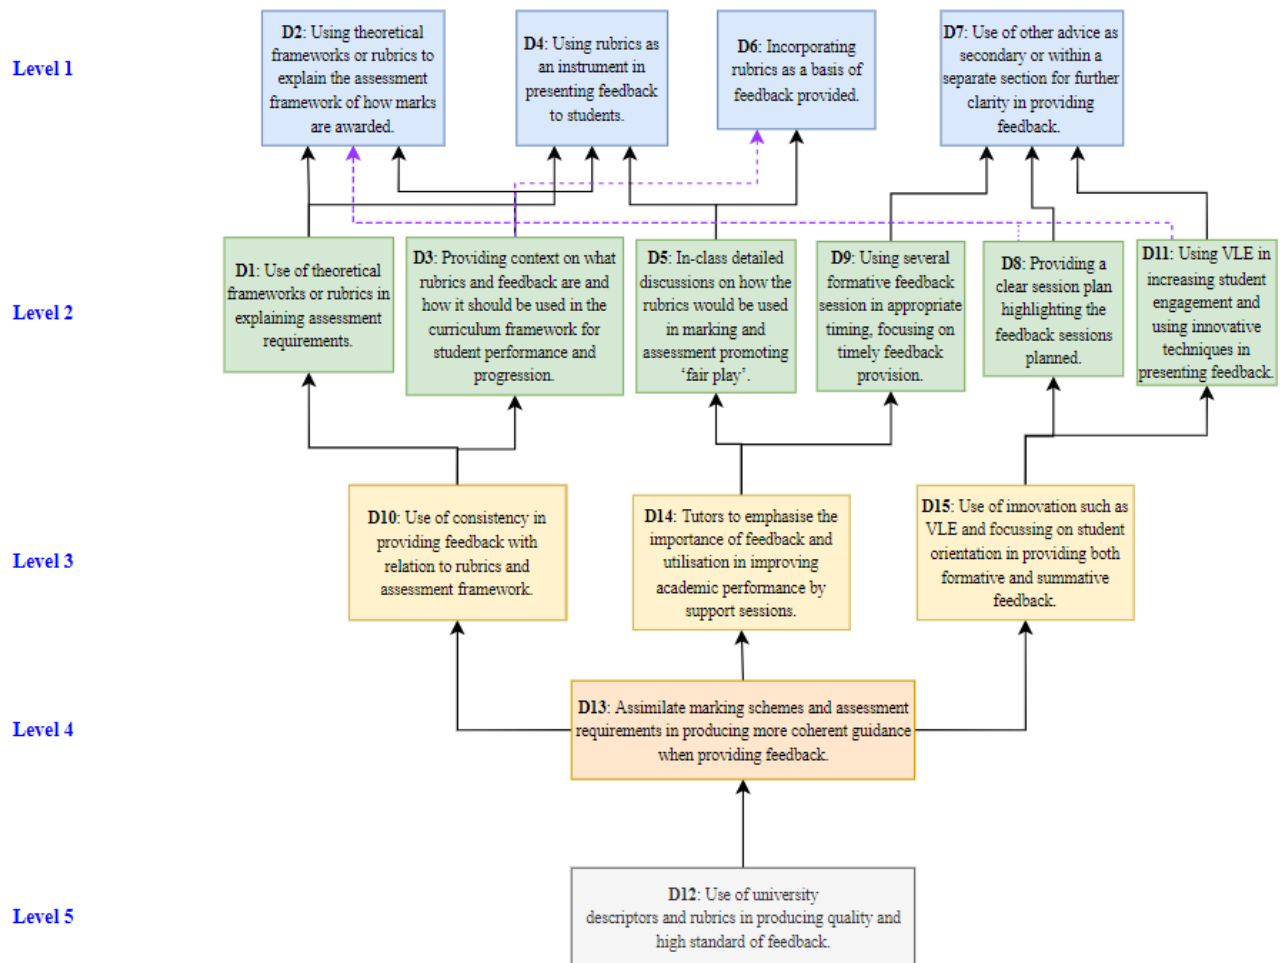 Level 1
D2: Using theoretical
frameworks or rubrics to
explain the assessment
framework of how marks
are awarded.
D4: Using rubrics as
an instrument in
presenting feedback
to students.
D6: Incorporating
rubrics as a basis of
feedback provided.
D7: Use of other advice as
secondary or within a
separate section for further
clarity in providing
feedback.
Level 2
D1: Use of theoretical
frameworks or rubrics in
explaining assessment
requirements.
D3: Providing context on what
rubrics and feedback are and
how it should be used in the
curriculum framework for
student performance and
progression.
D5: In-class detailed
discussions on how the
rubrics would be used
in marking and
assessment promoting
‘fair play’.
D9: Using several
formative feedback
session in appropriate
timing, focusing on
timely feedback
provision.
D8: Providing a
clear session plan
highlighting the
feedback sessions
planned.
D11: Using VLE in
increasing student
engagement and
using innovative
techniques in
presenting feedback.
Level 3
D10: Use of consistency in
providing feedback with
relation to rubrics and
assessment framework.
D14: Tutors to emphasise the
importance of feedback and
utilisation in improving
academic performance by
support sessions.
D15: Use of innovation such as
VLE and focussing on student
orientation in providing both
formative and summative
feedback.
Level 4
D13: Assimilate marking schemes and assessment
requirements in producing more coherent guidance
when providing feedback.
Level 5
D12: Use of university
descriptors and rubrics in producing quality and
high standard of feedback.